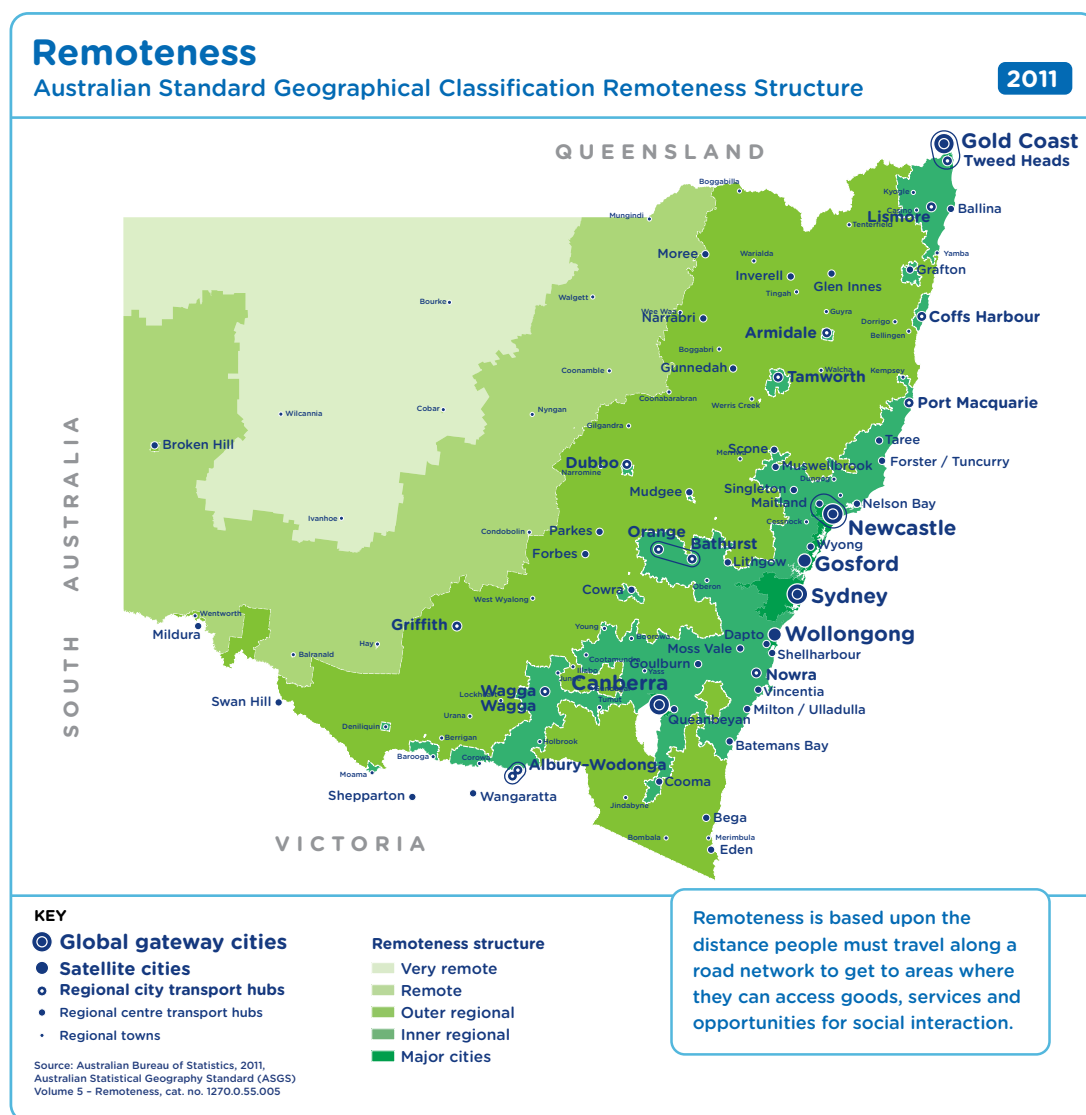 Remoteness
Australian Standard Geographical Classification Remoteness Structure
2011
QUEENSLAND
Gold Coast
Tweed Heads
Boggabilla
Kyogle
Casino
Lismore
Ballina
Mungindi
Tenterfield
Moree
Warialda
Yamba
Inverell
Glen Innes
Grafton
Tingah
Bourke
Walgett
Wee Waa
Narrabri
Guyra
Dorrigo
Coffs Harbour
Armidale
Bellingen
Boggabri
Gunnedah
Coonamble
Walcha
Kempsey
Tamworth
Coonabarabran
Werris Creek
Port Macquarie
Wilcannia
Cobar
Nyngan
Gilgandra
Broken Hill
Taree
Scone
Merriwa
Forster / Tuncurry
Dubbo
Narromine
Muswellbrook
Dungog
Mudgee
Singleton
Maitland
Nelson Bay
Ivanhoe
Cessnock
Newcastle
Condobolin
Parkes
Orange
Bathurst
Wyong
Forbes
Lithgow
Gosford
Oberon
Cowra
Sydney
West Wyalong
Wentworth
Mildura
Griffith
Young
Boorowa
Dapto
Wollongong
Hay
Moss Vale
Shellharbour
Balranald
Cootamundra
Goulburn
Illebo
Yass
Nowra
Canberra
Wagga
Wagga
Vincentia
Swan Hill
Tumut
Milton / Ulladulla
Urana
Queanbeyan
Deniliquin
Berrigan
Holbrook
Batemans Bay
Barooga
Corowa
Albury–Wodonga
Moama
Cooma
Shepparton
Wangaratta
Jindabyne
Bega
Bombala
Merimbula
Eden
VICTORIA
SOUTH AUSTRALIA
KEY
Global gateway cities
Satellite cities
Regional city transport hubs
Regional centre transport hubs
Regional towns
Remoteness structure
Very remote
Remote
Outer regional
Inner regional
Major cities
Source: Australian Bureau of Statistics, 2011,
Australian Statistical Geography Standard (ASGS)
Volume 5 – Remoteness, cat. no. 1270.0.55.005
Remoteness is based upon the
distance people must travel along a
road network to get to areas where
they can access goods, services and
opportunities for social interaction.